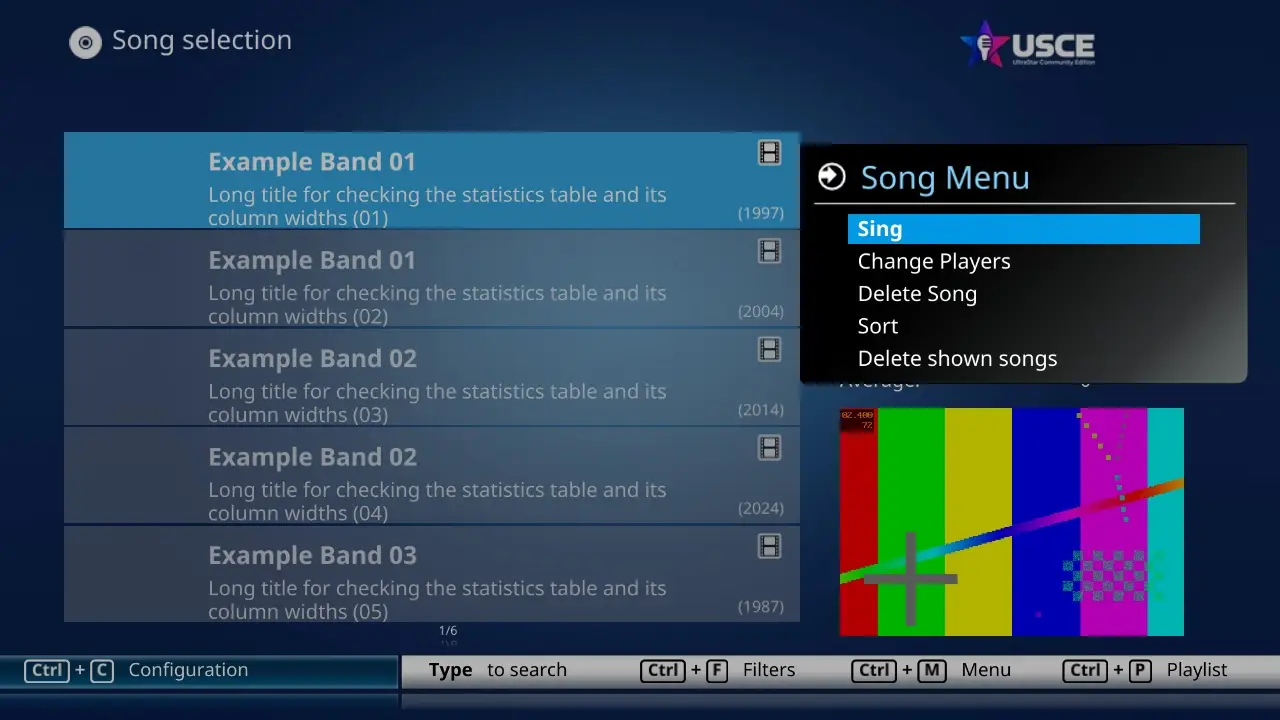 Song selection
USCE
UltraStar Community Edition
Example Band 01
Long title for checking the statistics table and its
column widths (01)
(1997)
Example Band 01
Long title for checking the statistics table and its
column widths (02)
(2004)
Example Band 02
Long title for checking the statistics table and its
column widths (03)
(2014)
Example Band 02
Long title for checking the statistics table and its
column widths (04)
(2024)
Example Band 03
Long title for checking the statistics table and its
column widths (05)
(1987)
1/6
Song Menu
Sing
Change Players
Delete Song
Sort
Delete shown songs
Average:
02.400
72
Ctrl + C Configuration
Type to search
Ctrl + F Filters
Ctrl + M Menu
Ctrl + P Playlist